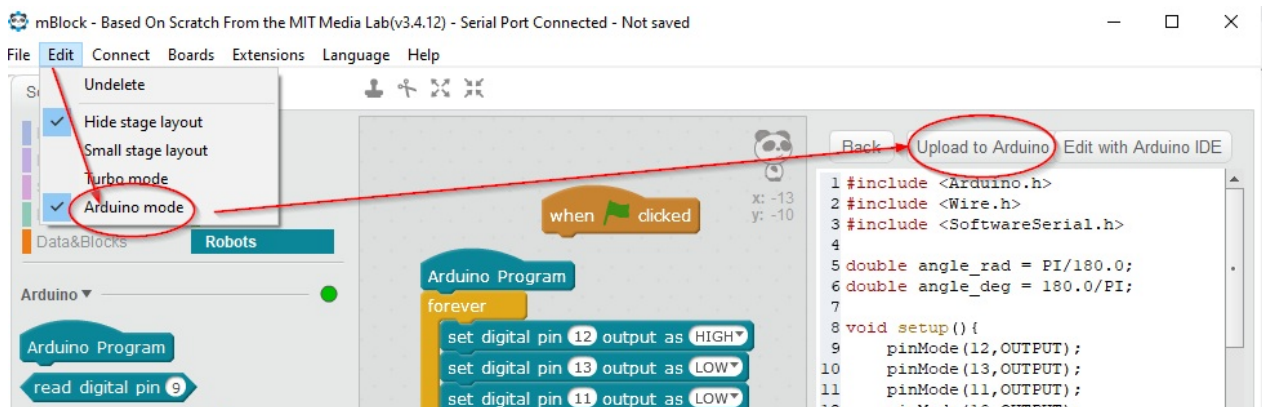 mBlock - Based On Scratch From the MIT Media Lab(v3.4.12) - Serial Port Connected - Not saved
File Edit Connect Boards Extensions Language Help
Undelete
Hide stage layout
Small stage layout
Turbo mode
Arduino mode
Data&Blocks Robots
Arduino
Arduino Program
read digital pin 9
when clicked
x: -13
y: -10
Arduino Program
forever
set digital pin 12 output as HIGH
set digital pin 13 output as LOW
set digital pin 11 output as LOW
Back Upload to Arduino Edit with Arduino IDE
1 #include <Arduino.h>
2 #include <Wire.h>
3 #include <SoftwareSerial.h>
4
5 double angle_rad = PI/180.0;
6 double angle_deg = 180.0/PI;
7
8 void setup(){
9 pinMode(12,OUTPUT);
10 pinMode(13,OUTPUT);
11 pinMode(11,OUTPUT);